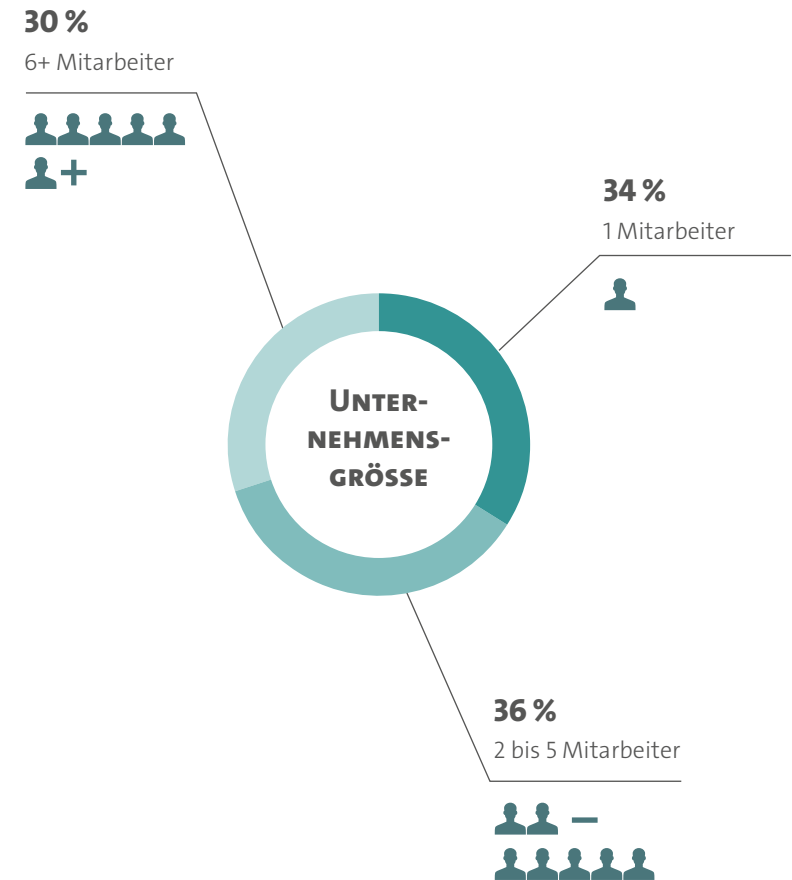 30 %
6+ Mitarbeiter
34 %
1 Mitarbeiter
UNTER-
NEHMENS-
GRÖSSE
36 %
2 bis 5 Mitarbeiter